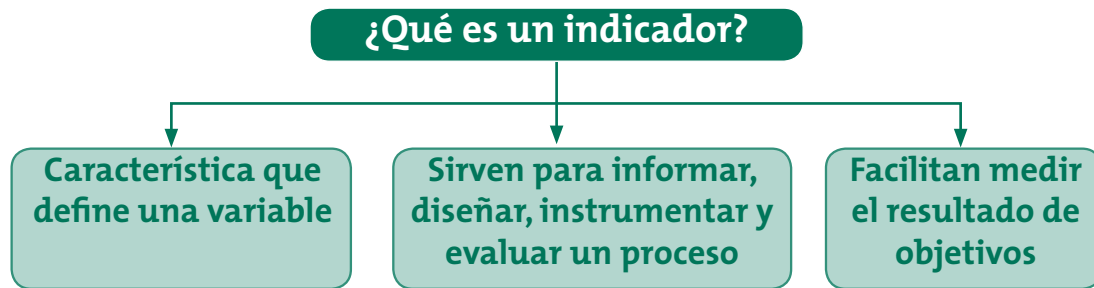 ¿Qué es un indicador?
Característica que
define una variable
Sirven para informar,
diseñar, instrumentar y
evaluar un proceso
Facilitan medir
el resultado de
objetivos